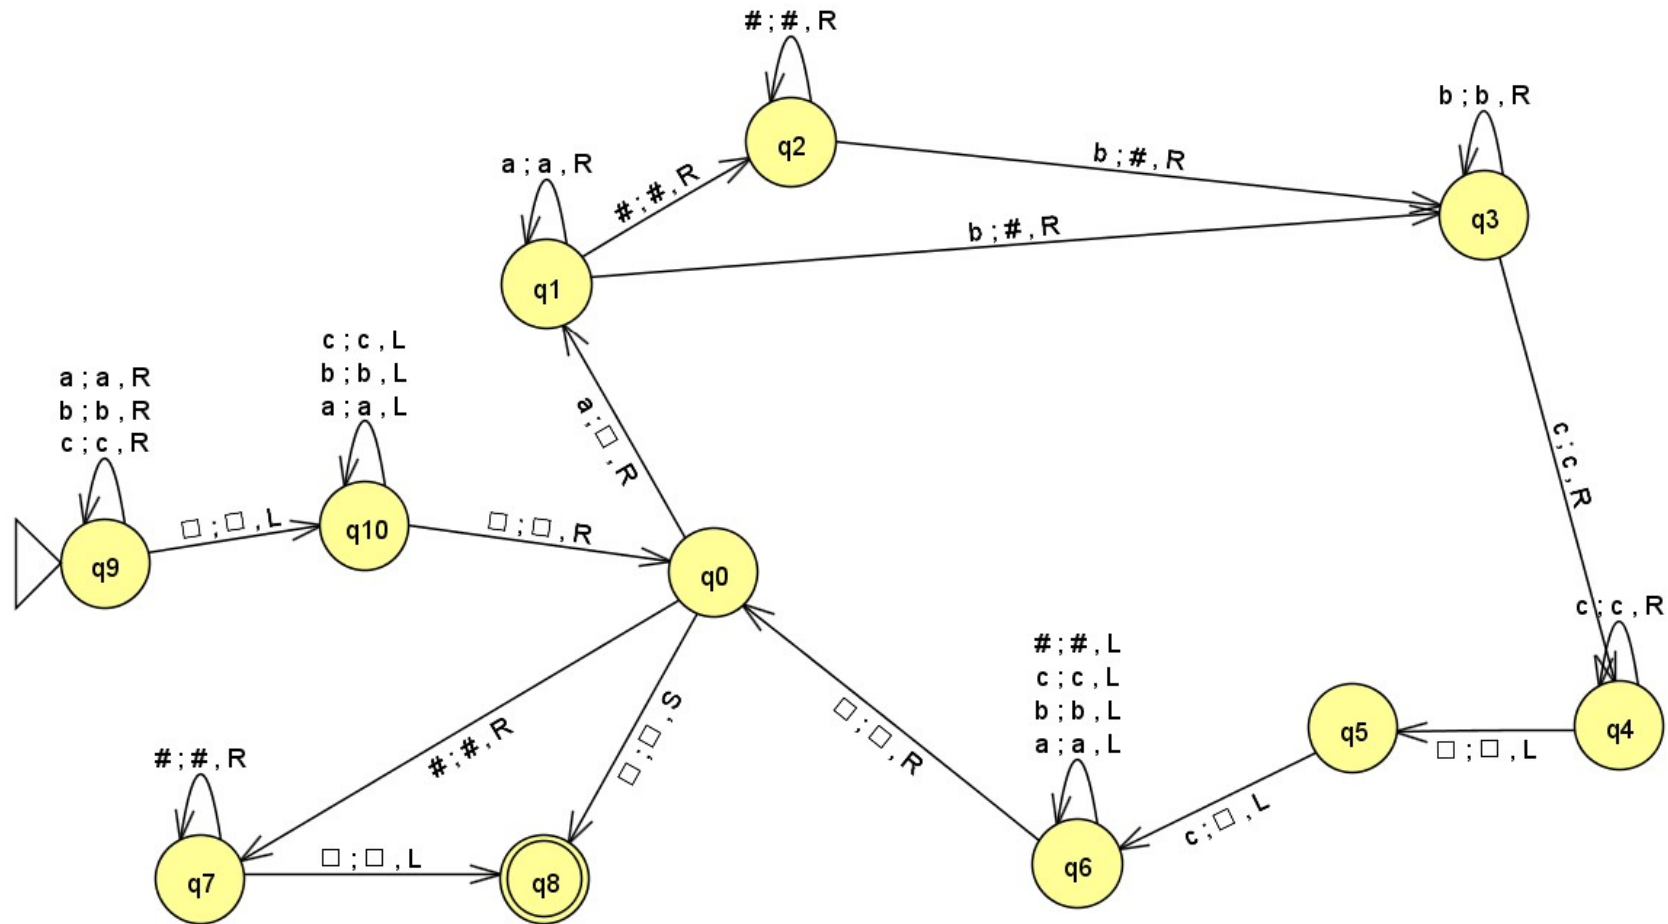 # ; # , R
q2
b ; b , R
q3
a ; a , R
# ; # , R
b ; # , R
b ; # , R
q1
c ; c , L
b ; b , L
a ; a , L
a ; a , R
b ; b , R
c ; c , R
a ; □ , R
c ; c , R
□ ; □ , L
q10
□ ; □ , R
q9
q0
c ; c , R
# ; # , L
c ; c , L
b ; b , L
a ; a , L
□ ; □ , R
□ ; □ , S
# ; # , R
q5
□ ; □ , L
q4
# ; # , R
c ; □ , L
q7
□ ; □ , L
q8
q6